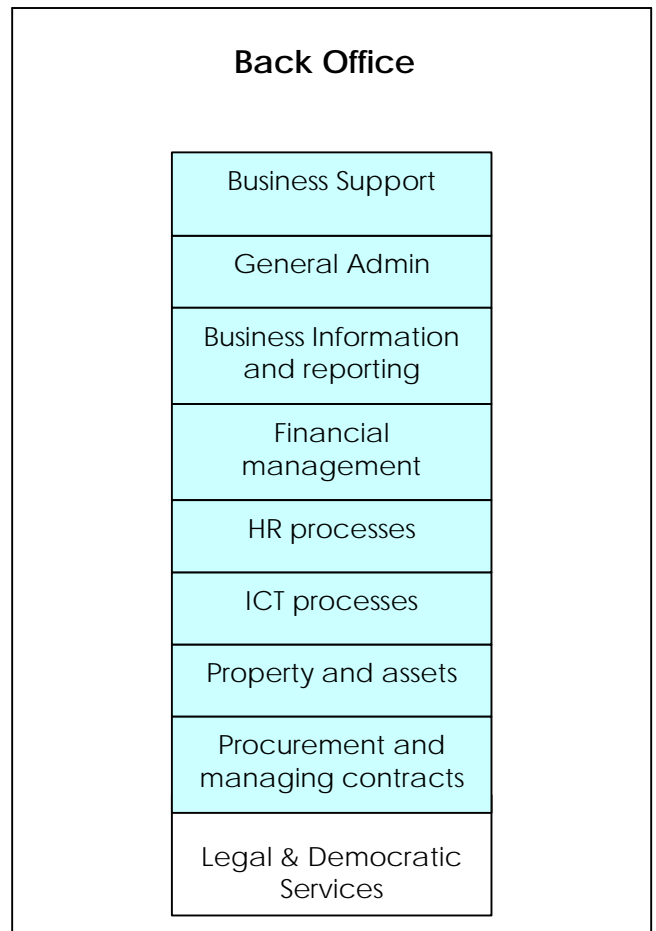 Back Office
Business Support
General Admin
Business Information
and reporting
Financial
management
HR processes
ICT processes
Property and assets
Procurement and
managing contracts
Legal & Democratic
Services